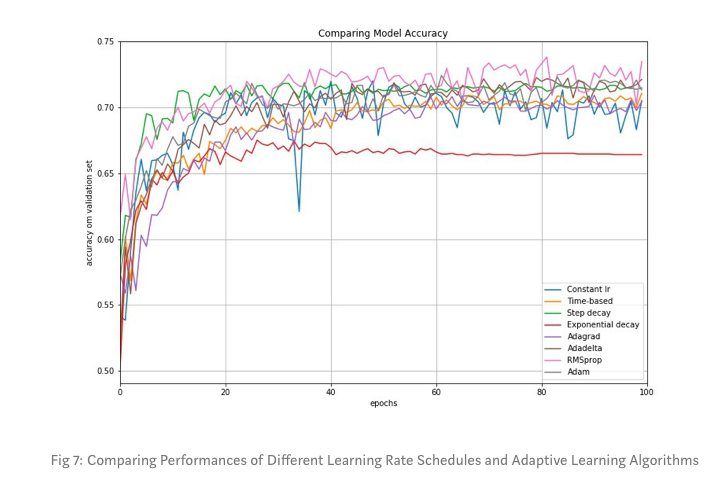 Comparing Model Accuracy
0.75
0.70
0.65
0.60
0.55
0.50
accuracy om validation set
0
20
40
60
80
100
epochs
Constant lr
Time-based
Step decay
Exponential decay
Adagrad
Adadelta
RMSprop
Adam
Fig 7: Comparing Performances of Different Learning Rate Schedules and Adaptive Learning Algorithms